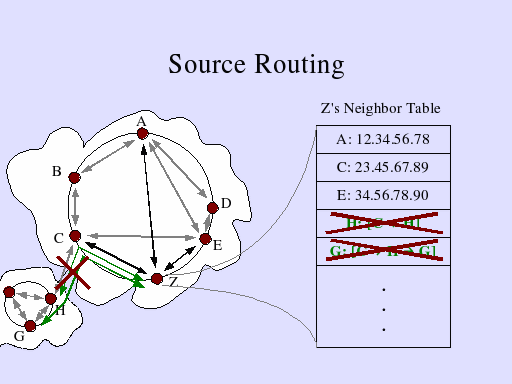 Source Routing
Z's Neighbor Table
A: 12.34.56.78
C: 23.45.67.89
E: 34.56.78.90
H:
G:
A
B
D
C
E
Z
H
G
.
.
.